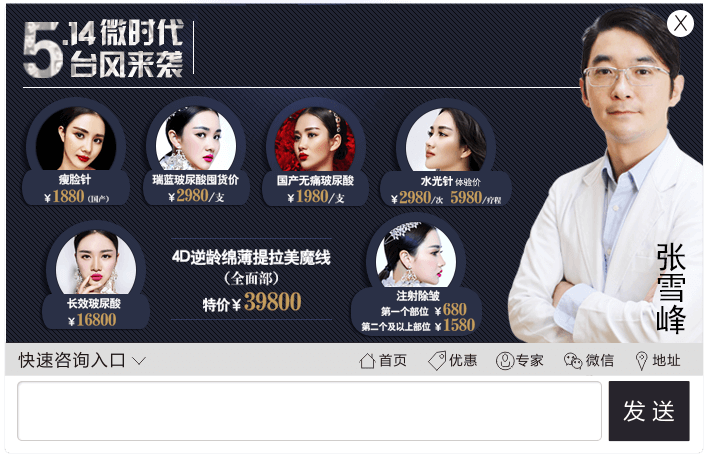 5.14微时代
台风来袭
X
瘦脸针
￥1880(国产)
瑞蓝玻尿酸囤货价
￥2980/支
国产无痛玻尿酸
￥1980/支
水光针 体验价
￥2980/次 5980/疗程
长效玻尿酸
￥16800
4D逆龄绵薄提拉美魔线
(全面部)
特价￥39800
注射除皱
第一个部位 ￥680
第二个及以上部位 ￥1580
张雪峰
快速咨询入口
首页 优惠 专家 微信 地址
发送